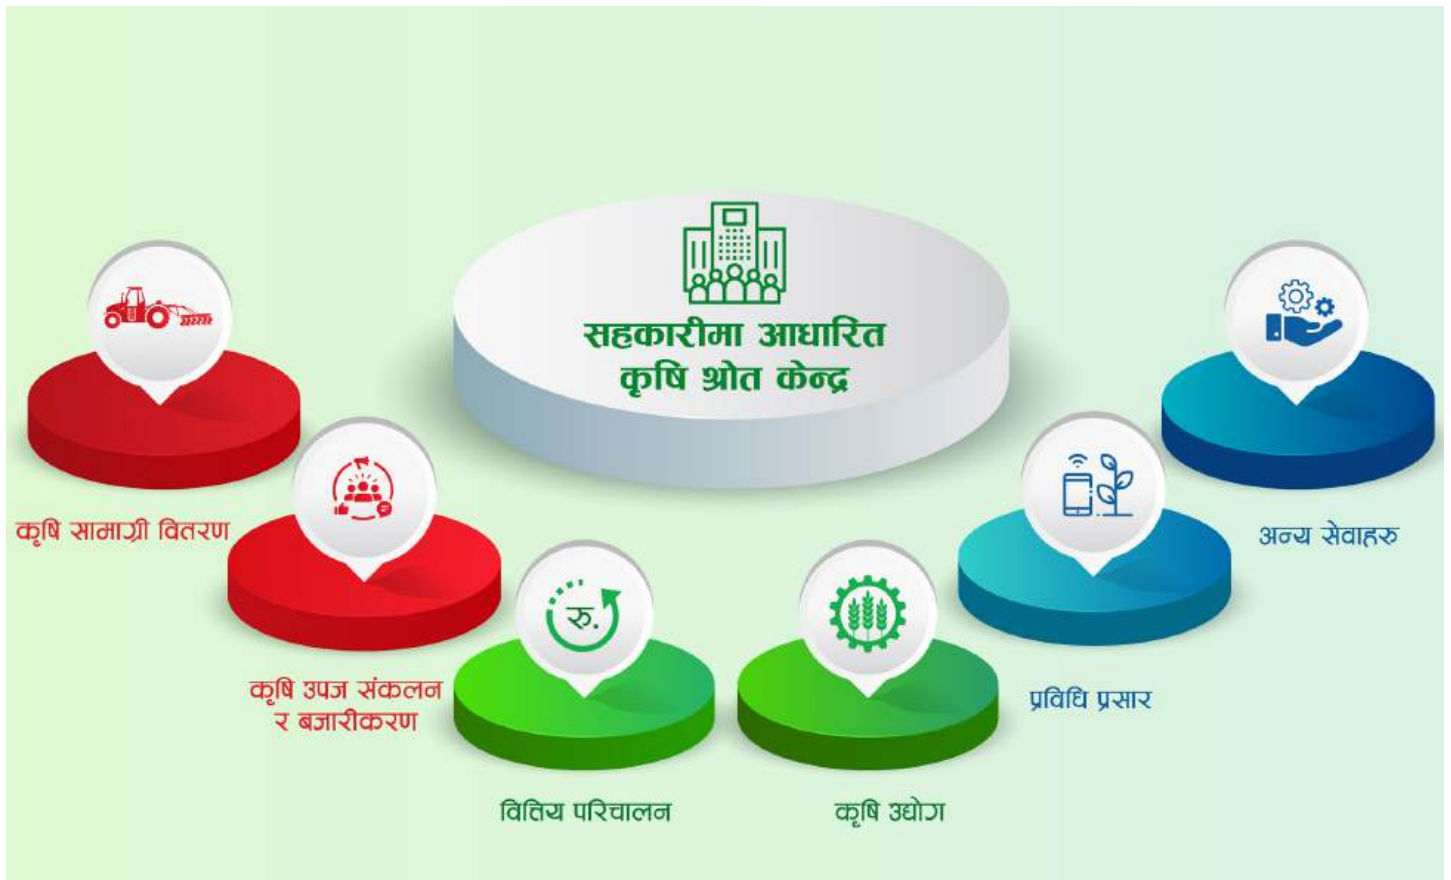 सहकारीमा आधारित
कृषि श्रोत केन्द्र
कृषि सामाग्री वितरण
कृषि उपज संकलन
र बजारीकरण
रु.
वित्तिय परिचालन
कृषि उद्योग
प्रविधि प्रसार
अन्य सेवाहरु